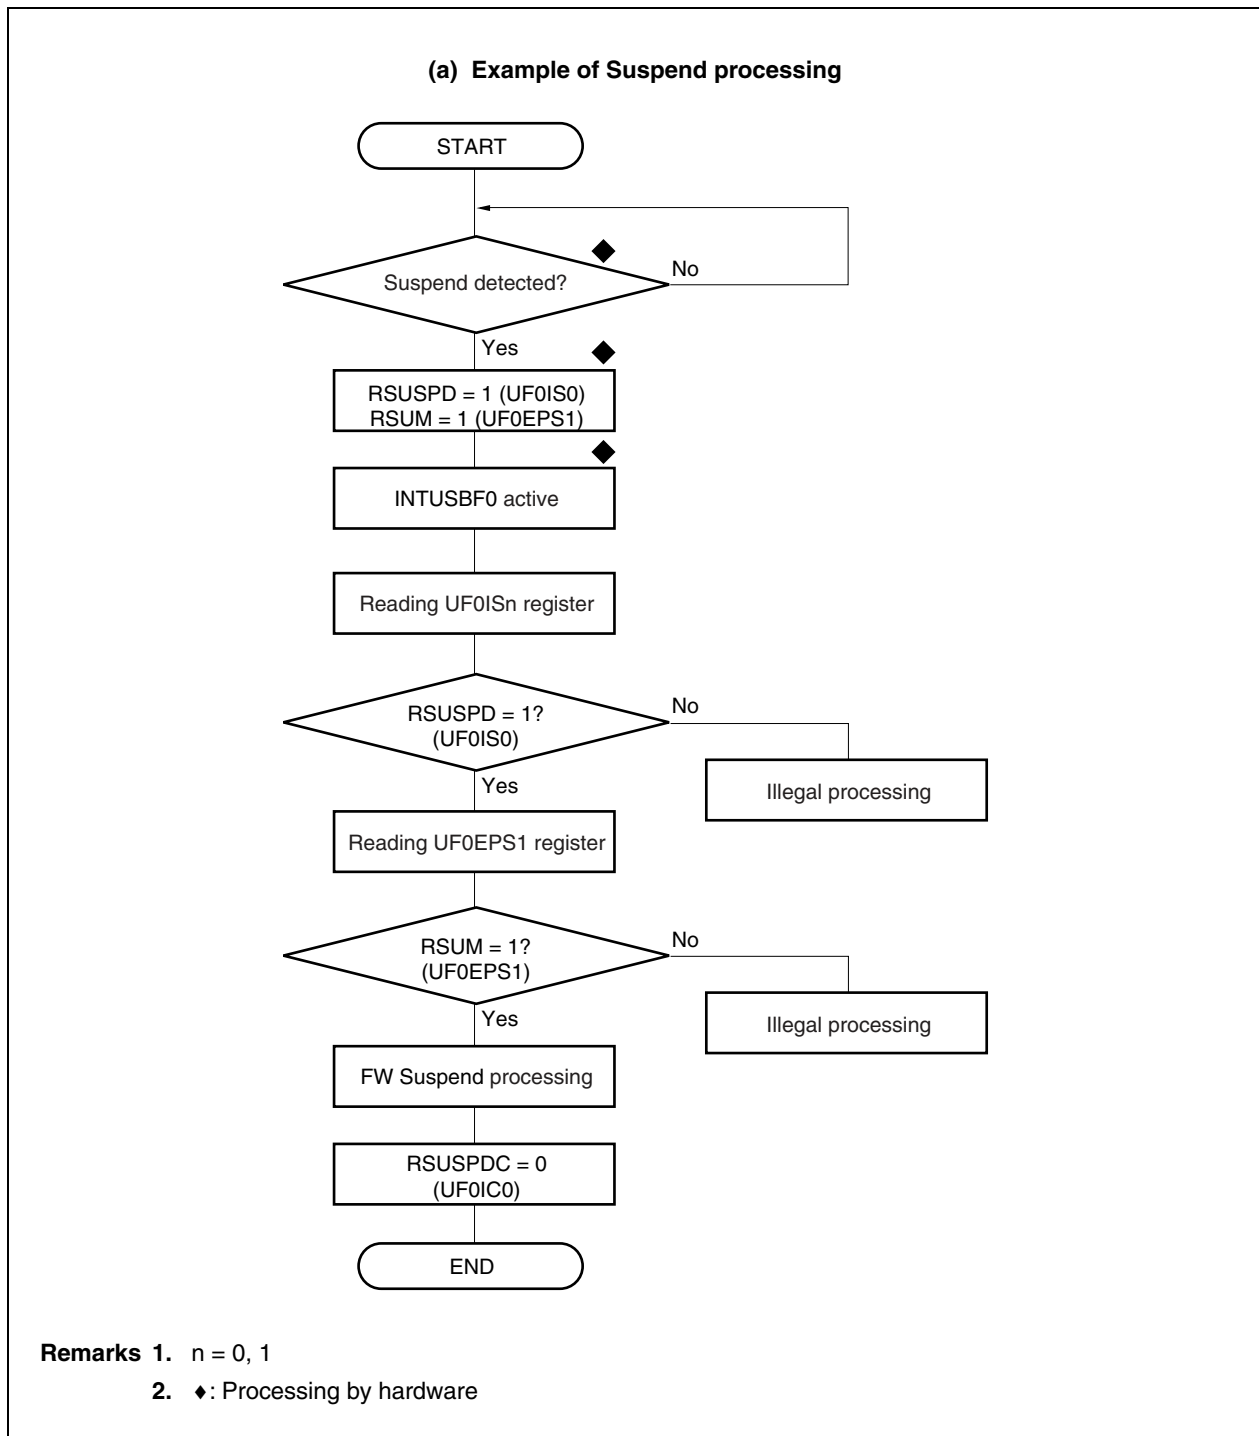 (a) Example of Suspend processing
START
Suspend detected?
No
Yes
RSUSPD = 1 (UF0IS0)
RSUM = 1 (UF0EPS1)
INTUSBF0 active
Reading UF0ISn register
RSUSPD = 1?
(UF0IS0)
No
Yes
Illegal processing
Reading UF0EPS1 register
RSUM = 1?
(UF0EPS1)
No
Yes
Illegal processing
FW Suspend processing
RSUSPDC = 0
(UF0IC0)
END
Remarks 1. n = 0, 1
2. ♦: Processing by hardware